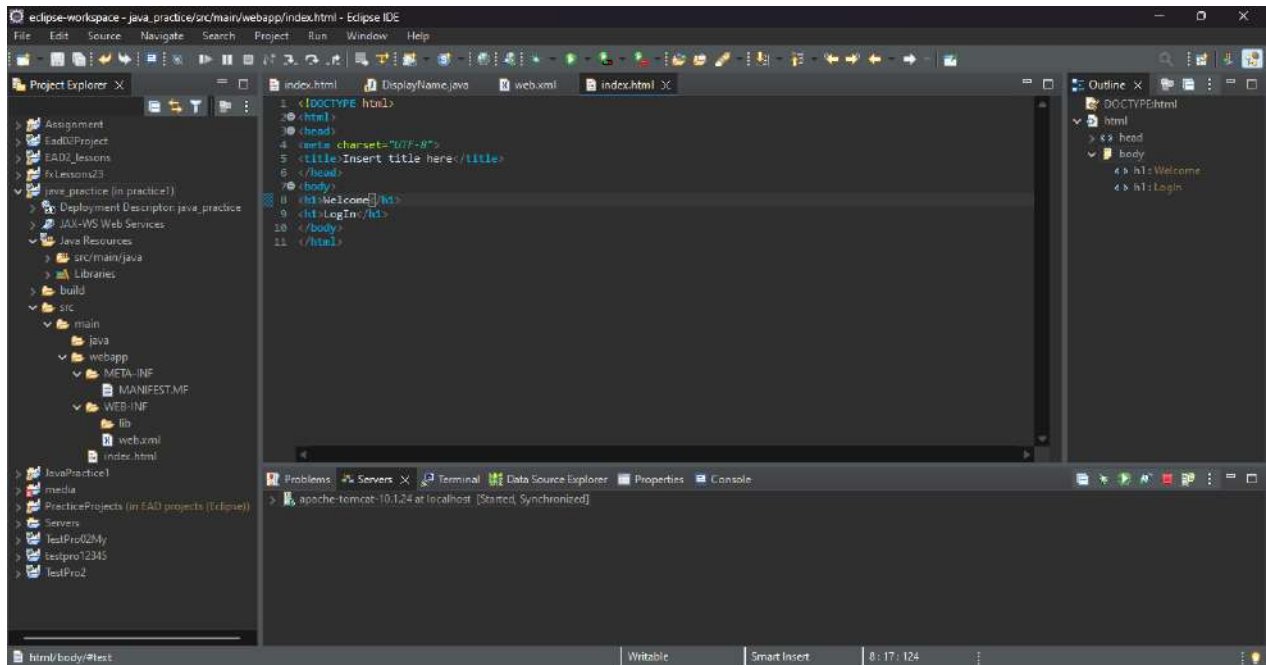 eclipse-workspace - java_practice/src/main/webapp/index.html - Eclipse IDE
File Edit Source Navigate Search Project Run Window Help
Project Explorer
Assignment
Ead02Project
EAD2_lessons
fxLessons23
java_practice (in practice1)
Deployment Descriptor: java_practice
JAX-WS Web Services
Java Resources
src/main/java
Libraries
build
src
main
java
webapp
META-INF
MANIFEST.MF
WEB-INF
lib
web.xml
index.html
JavaPractice1
media
PracticeProjects (in EAD projects (Eclipse))
Servers
TestPro02My
testpro12345
TestPro2
index.html DisplayName.java web.xml index.html
1 <!DOCTYPE html>
2 <html>
3 <head>
4 <meta charset="UTF-8">
5 <title>Insert title here</title>
6 </head>
7 <body>
8 <h1>Welcome</h1>
9 <h1>LogIn</h1>
10 </body>
11 </html>
Outline
DOCTYPE:html
html
head
body
h1: Welcome
h1: LogIn
Problems Servers Terminal Data Source Explorer Properties Console
apache-tomcat-10.1.24 at localhost [Started, Synchronized]
html/body/#text Writable Smart Insert 8 : 17 : 124